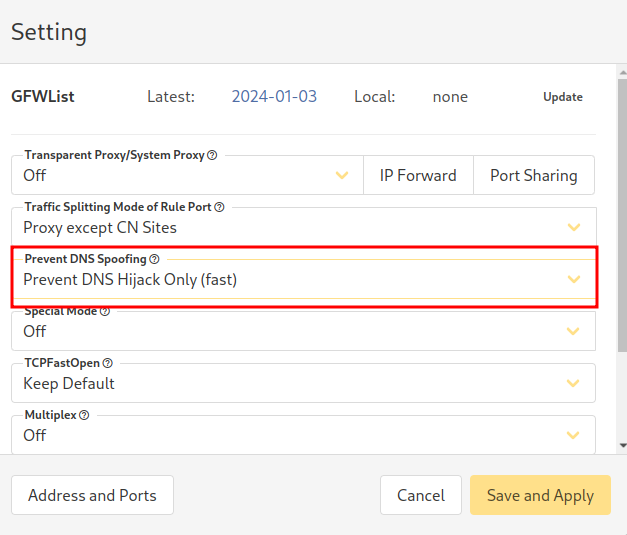 Setting
GFWList Latest: 2024-01-03 Local: none Update
Transparent Proxy/System Proxy
Off IP Forward Port Sharing
Traffic Splitting Mode of Rule Port
Proxy except CN Sites
Prevent DNS Spoofing
Prevent DNS Hijack Only (fast)
Special Mode
Off
TCPFastOpen
Keep Default
Multiplex
Off
Address and Ports Cancel Save and Apply